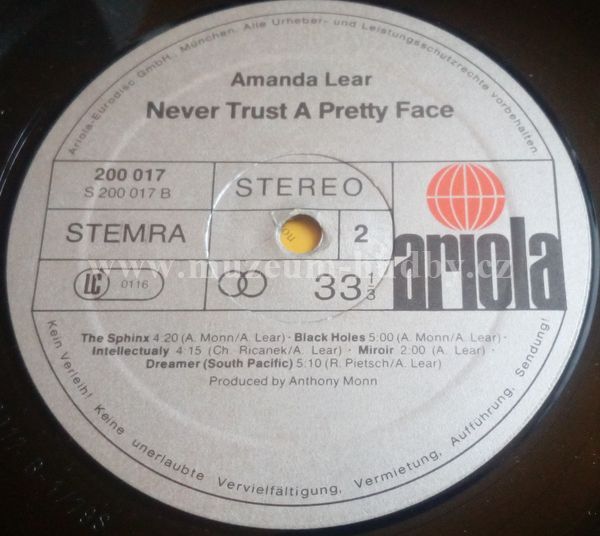 Ariola-Eurodisc GmbH., München. Alle Urheber- und Leistungsschutzrechte vorbehalten.
Amanda Lear
Never Trust A Pretty Face
200 017
S 200 017 B
STEREO
STEMRA
2
LC 0116
33 1/3
ariola
www.muzeum-hudby.cz
The Sphinx 4:20 (A. Monn/A. Lear) · Black Holes 5:00 (A. Monn/A. Lear) ·
Intellectualy 4:15 (Ch. Ricanek/A. Lear) · Miroir 2.00 (A. Lear) ·
Dreamer (South Pacific) 5:10 (R. Pietsch/A. Lear)
Produced by Anthony Monn
Kein Verleih! Keine unerlaubte Vervielfältigung, Vermietung, Aufführung, Sendung!